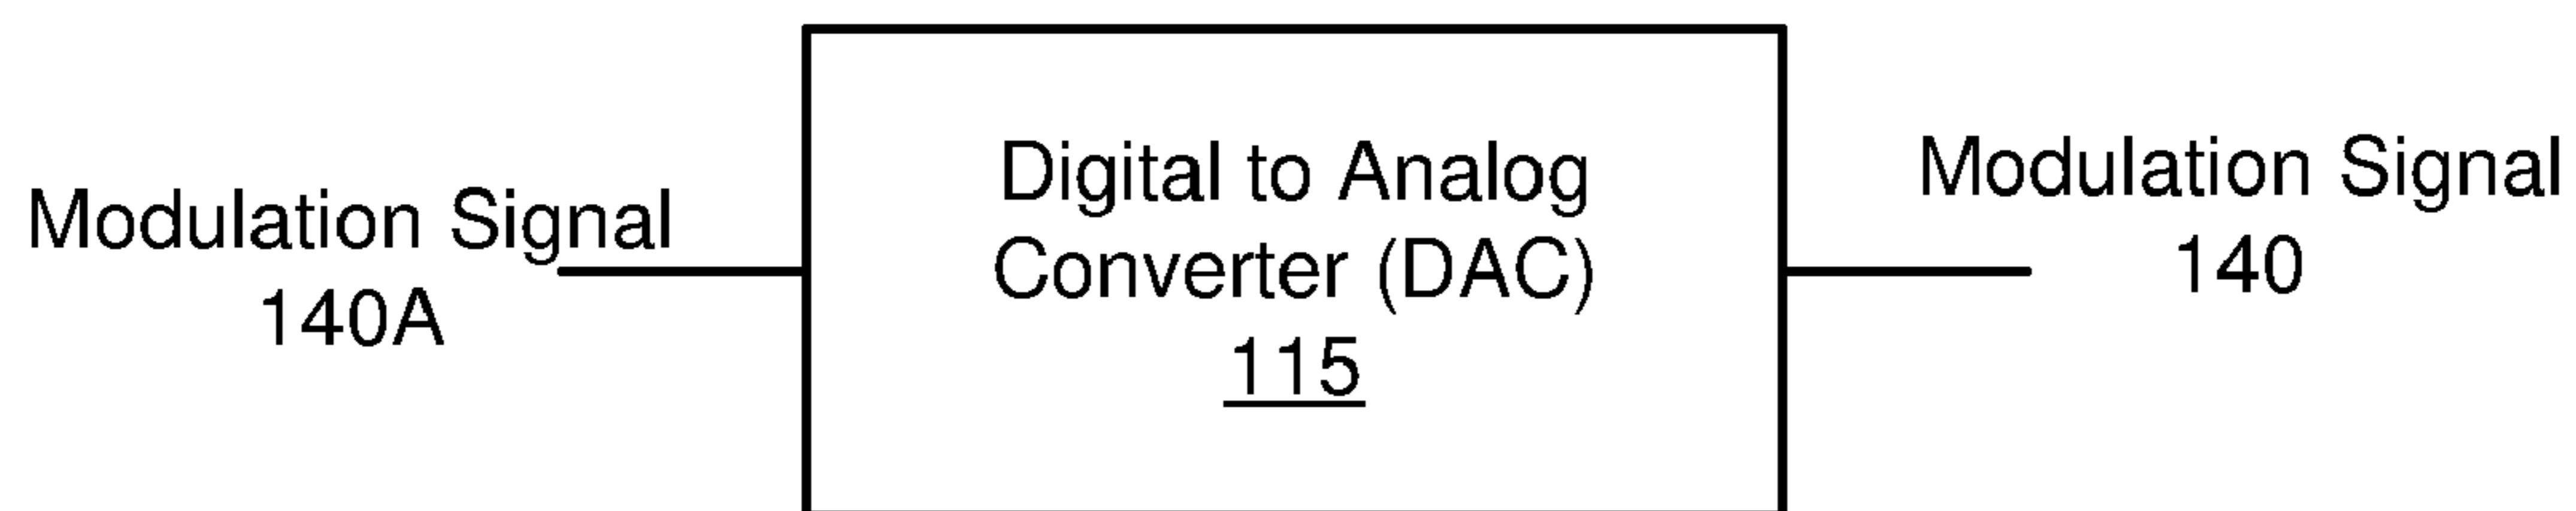 Modulation Signal
140A
Digital to Analog
Converter (DAC)
115
Modulation Signal
140